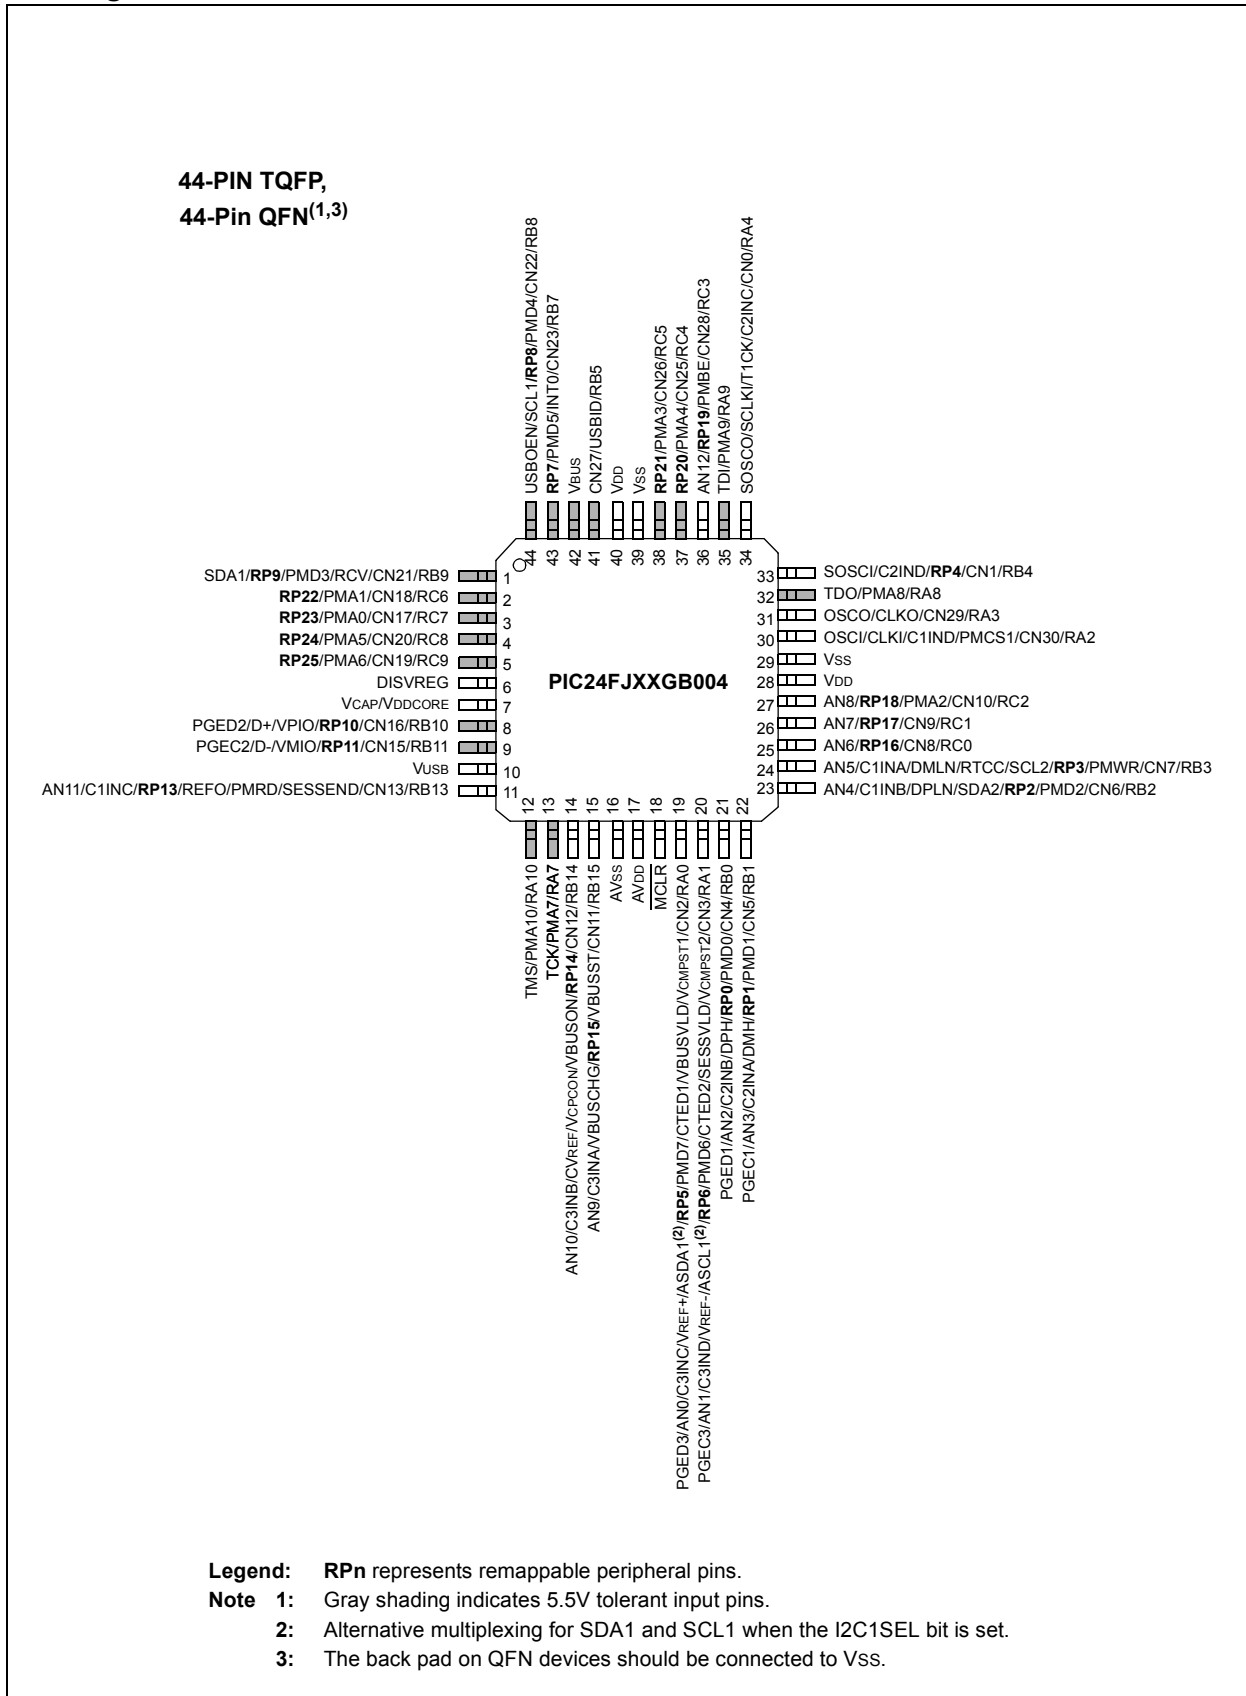 44-PIN TQFP,
44-Pin QFN(1,3)
USBOEN/SCL1/RP8/PMD4/CN22/RB8
RP7/PMD5/INT0/CN23/RB7
VBUS
CN27/USBID/RB5
VDD
VSS
RP21/PMA3/CN26/RC5
RP20/PMA4/CN25/RC4
AN12/RP19/PMBE/CN28/RC3
TDI/PMA9/RA9
SOSCO/SCLKI/T1CK/C2INC/CN0/RA4
44 43 42 41 40 39 38 37 36 35 34
SDA1/RP9/PMD3/RCV/CN21/RB9 1
RP22/PMA1/CN18/RC6 2
RP23/PMA0/CN17/RC7 3
RP24/PMA5/CN20/RC8 4
RP25/PMA6/CN19/RC9 5
DISVREG 6
VCAP/VDDCORE 7
PGED2/D+/VPIO/RP10/CN16/RB10 8
PGEC2/D-/VMIO/RP11/CN15/RB11 9
VUSB 10
AN11/C1INC/RP13/REFO/PMRD/SESSEND/CN13/RB13 11
PIC24FJXXGB004
33 SOSCI/C2IND/RP4/CN1/RB4
32 TDO/PMA8/RA8
31 OSCO/CLKO/CN29/RA3
30 OSCI/CLKI/C1IND/PMCS1/CN30/RA2
29 VSS
28 VDD
27 AN8/RP18/PMA2/CN10/RC2
26 AN7/RP17/CN9/RC1
25 AN6/RP16/CN8/RC0
24 AN5/C1INA/DMLN/RTCC/SCL2/RP3/PMWR/CN7/RB3
23 AN4/C1INB/DPLN/SDA2/RP2/PMD2/CN6/RB2
12 13 14 15 16 17 18 19 20 21 22
TMS/PMA10/RA10
TCK/PMA7/RA7
AN10/C3INB/CVREF/VCPCON/VBUSON/RP14/CN12/RB14
AN9/C3INA/VBUSCHG/RP15/VBUSST/CN11/RB15
AVSS
AVDD
MCLR
PGED3/AN0/C3INC/VREF+/ASDA1(2)/RP5/PMD7/CTED1/VBUSVLD/VCMPST1/CN2/RA0
PGEC3/AN1/C3IND/VREF-/ASCL1(2)/RP6/PMD6/CTED2/SESSVLD/VCMPST2/CN3/RA1
PGED1/AN2/C2INB/DPH/RP0/PMD0/CN4/RB0
PGEC1/AN3/C2INA/DMH/RP1/PMD1/CN5/RB1
Legend: RPn represents remappable peripheral pins.
Note 1: Gray shading indicates 5.5V tolerant input pins.
2: Alternative multiplexing for SDA1 and SCL1 when the I2C1SEL bit is set.
3: The back pad on QFN devices should be connected to VSS.